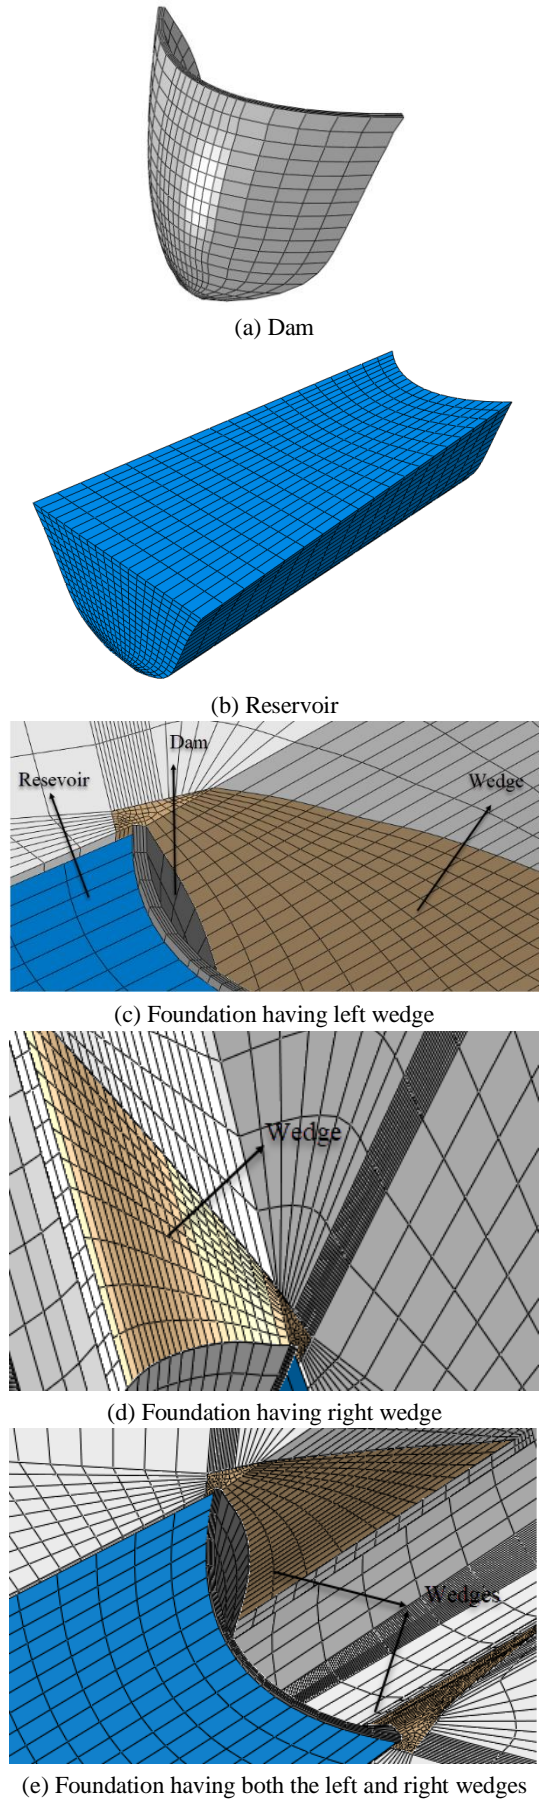 (a) Dam
(b) Reservoir
Dam
Resevoir
Wedge
(c) Foundation having left wedge
Wedge
(d) Foundation having right wedge
Wedges
(e) Foundation having both the left and right wedges